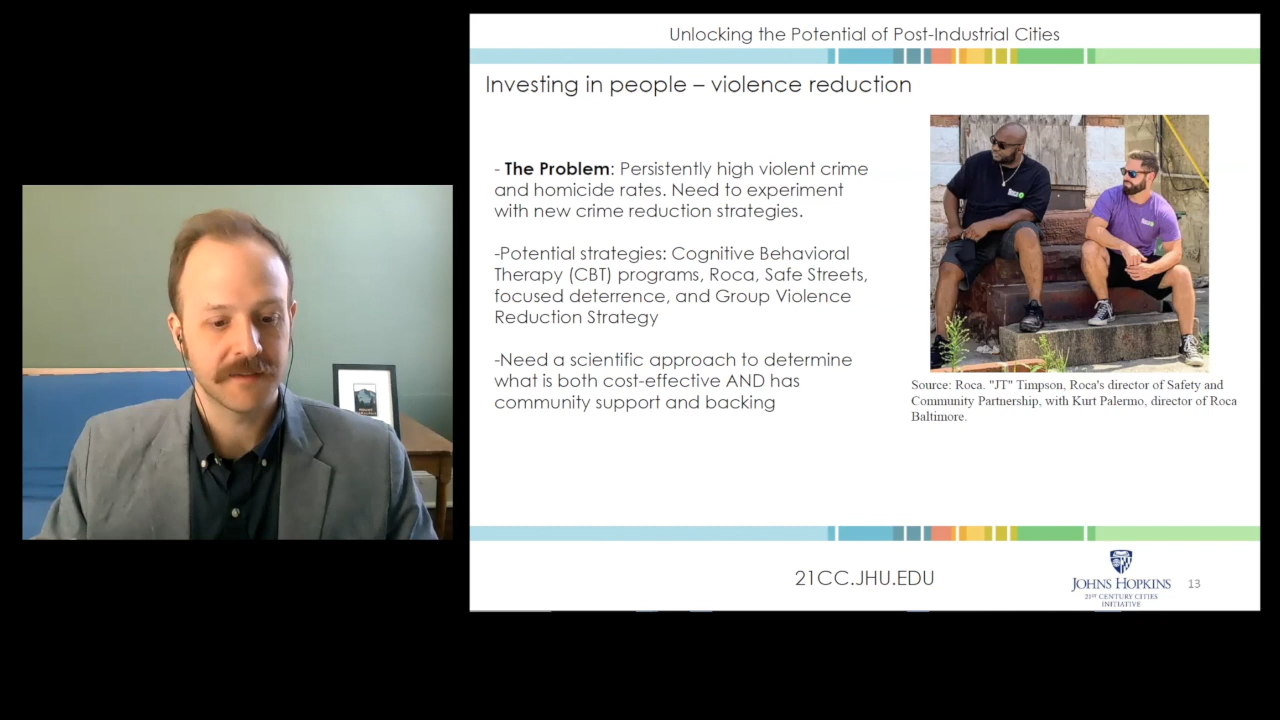 Unlocking the Potential of Post-Industrial Cities
Investing in people – violence reduction
- The Problem: Persistently high violent crime
and homicide rates. Need to experiment
with new crime reduction strategies.
-Potential strategies: Cognitive Behavioral
Therapy (CBT) programs, Roca, Safe Streets,
focused deterrence, and Group Violence
Reduction Strategy
-Need a scientific approach to determine
what is both cost-effective AND has
community support and backing
Source: Roca. "JT" Timpson, Roca's director of Safety and
Community Partnership, with Kurt Palermo, director of Roca
Baltimore.
21CC.JHU.EDU
JOHNS HOPKINS
21ST CENTURY CITIES
INITIATIVE
13